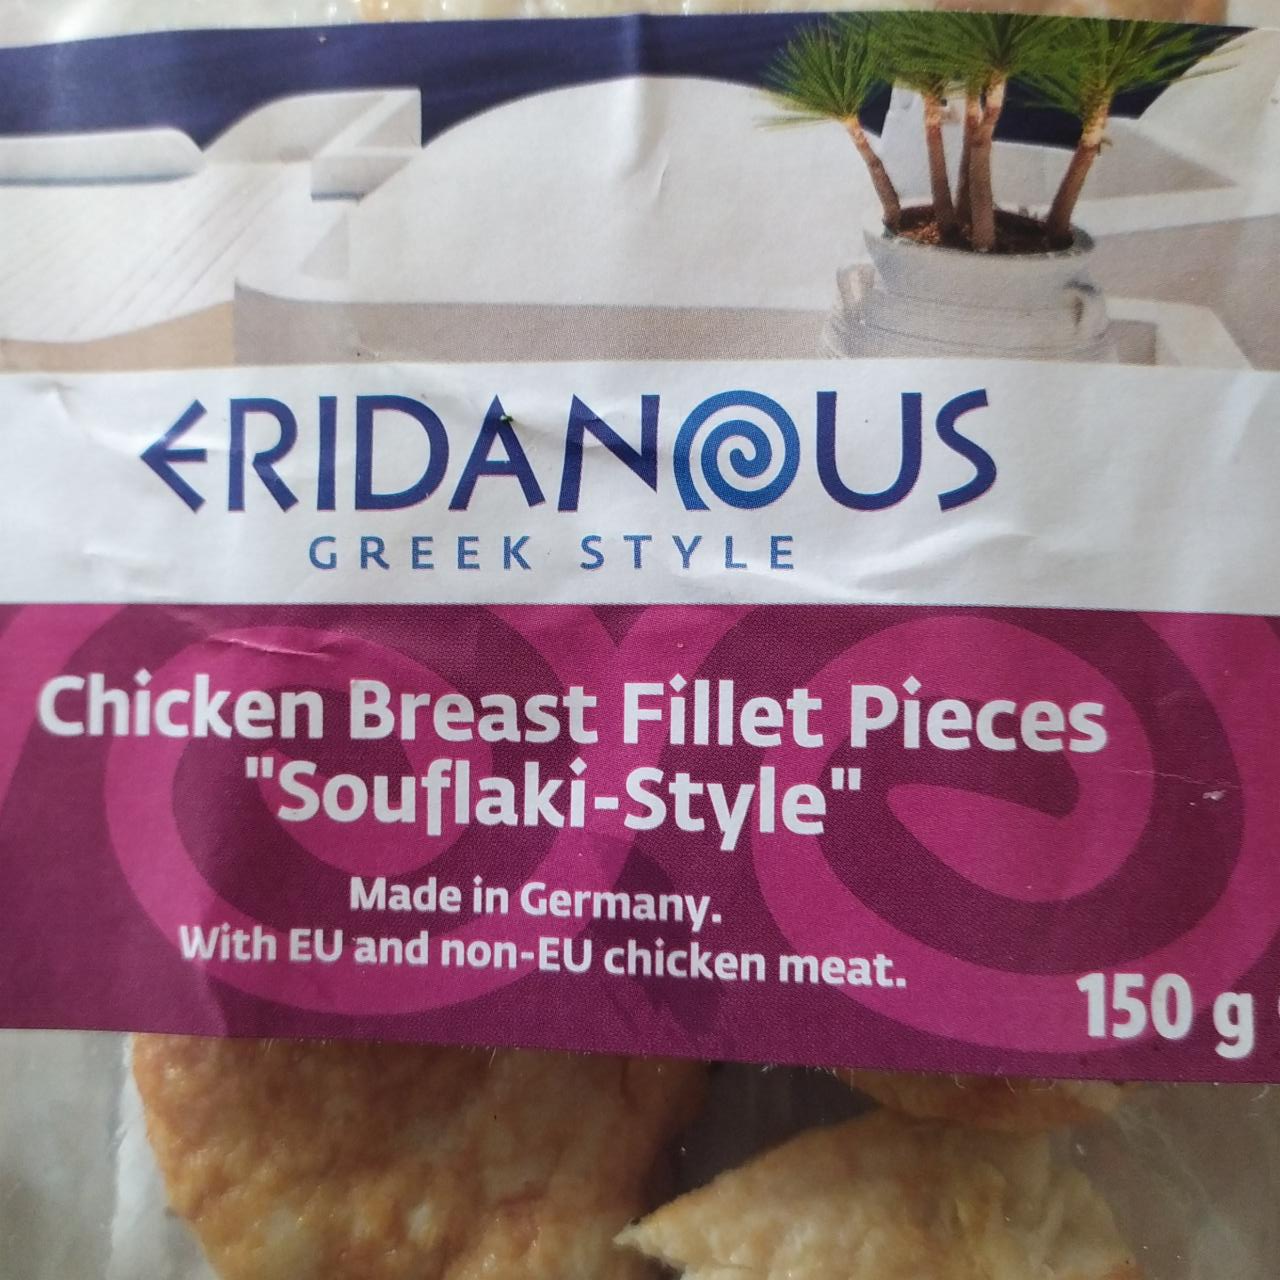 ERIDANOUS
GREEK STYLE
Chicken Breast Fillet Pieces
"Souflaki-Style"
Made in Germany.
With EU and non-EU chicken meat.
150 g